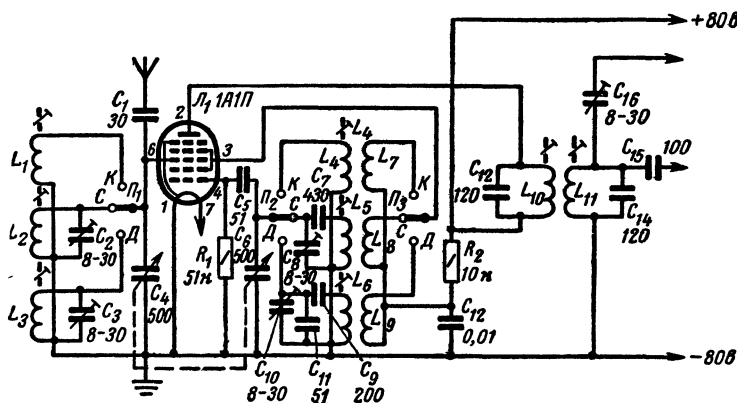 +80в
Л₁ 1А1П
C₁
30
2
6
3
4
1
7
C₁₆
8-30
C₁₅
100
L₁
К
С
П₁
Д
L₂
C₂
8-30
L₃
C₃
8-30
C₄
500
R₁
51к
C₅
51
C₆
500
П₂
К
С
Д
L₄
L₄
C₇
430
L₅
C₈
8-30
L₆
L₇
К
П₃
С
L₈
Д
L₉
C₁₂
120
L₁₀
L₁₁
C₁₄
120
R₂
10к
C₁₂
0,01
C₁₀
8-30
C₁₁
51
C₉
200
-80в